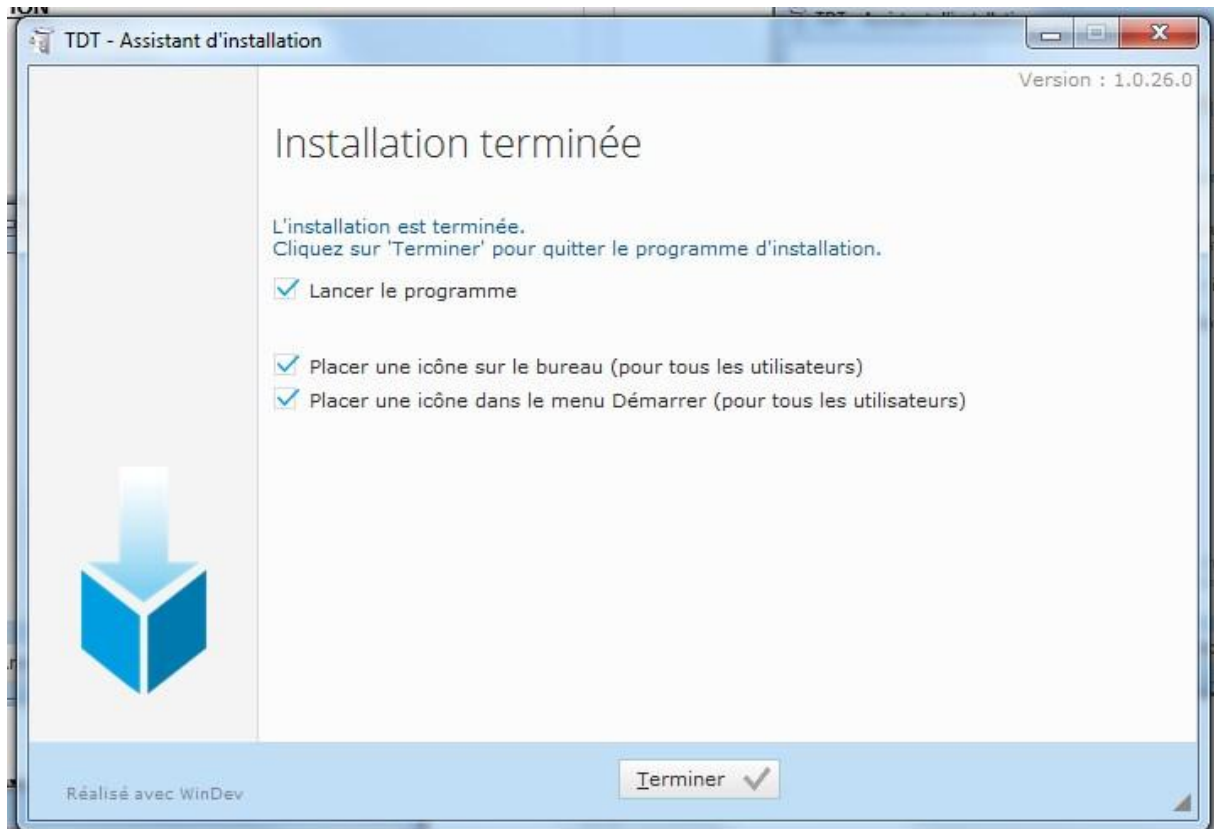 ION
TDT - Assistant d'installation
Version : 1.0.26.0
Installation terminée
L'installation est terminée.
Cliquez sur 'Terminer' pour quitter le programme d'installation.
Lancer le programme
Placer une icône sur le bureau (pour tous les utilisateurs)
Placer une icône dans le menu Démarrer (pour tous les utilisateurs)
Terminer
Réalisé avec WinDev